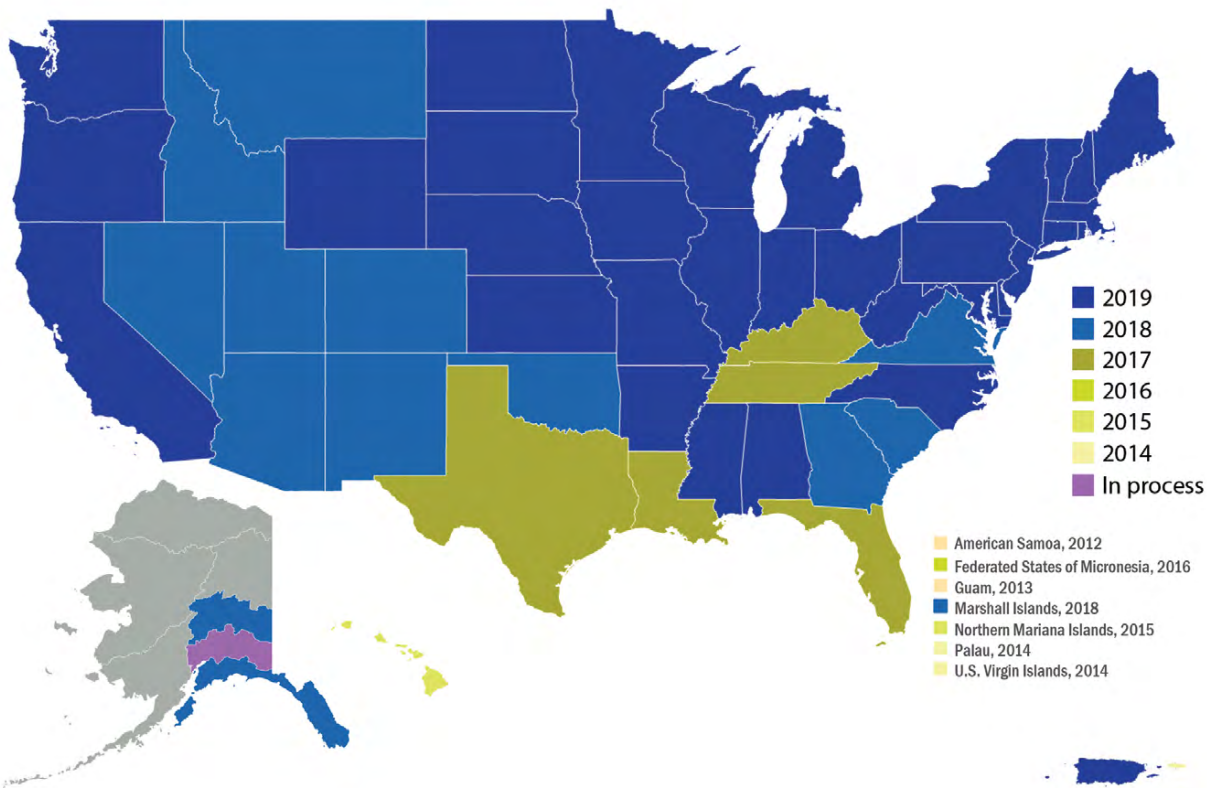 2019
2018
2017
2016
2015
2014
In process
American Samoa, 2012
Federated States of Micronesia, 2016
Guam, 2013
Marshall Islands, 2018
Northern Mariana Islands, 2015
Palau, 2014
U.S. Virgin Islands, 2014